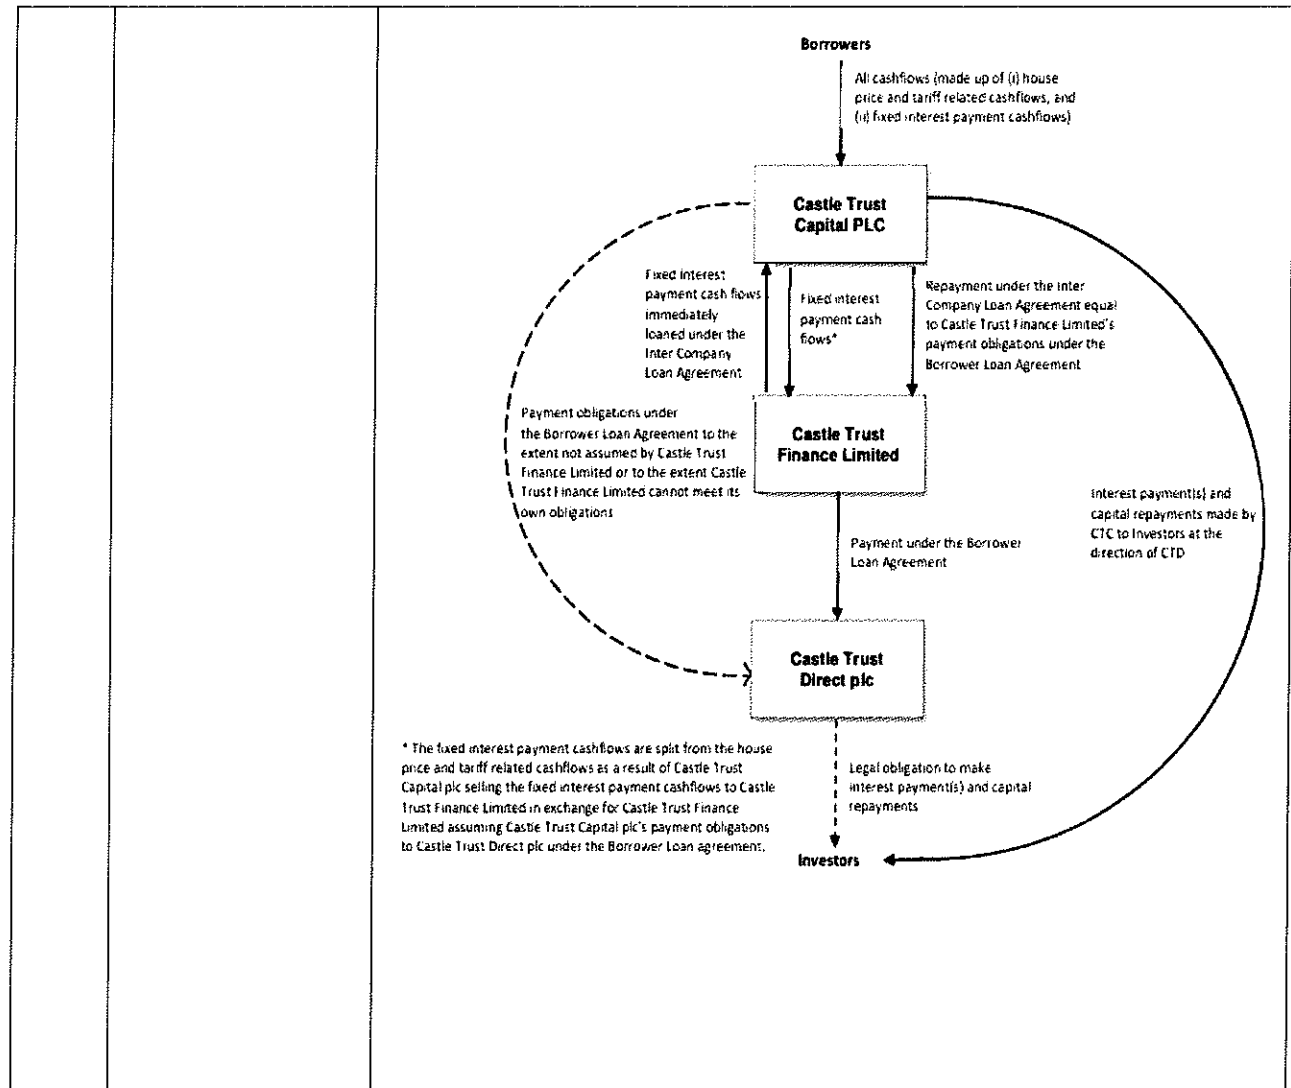 Borrowers
All cashflows (made up of (i) house
price and tariff related cashflows, and
(ii) fixed interest payment cashflows)
Castle Trust
Capital PLC
Fixed interest
payment cash flows
immediately
loaned under the
Inter Company
Loan Agreement
Fixed interest
payment cash
flows*
Repayment under the Inter
Company Loan Agreement equal
to Castle Trust Finance Limited's
payment obligations under the
Borrower Loan Agreement
Payment obligations under
the Borrower Loan Agreement to the
extent not assumed by Castle Trust
Finance Limited or to the extent Castle
Trust Finance Limited cannot meet its
own obligations
Castle Trust
Finance Limited
Interest payment(s) and
capital repayments made by
CTC to Investors at the
direction of CTD
Payment under the Borrower
Loan Agreement
Castle Trust
Direct plc
* The fixed interest payment cashflows are split from the house
price and tariff related cashflows as a result of Castle Trust
Capital plc selling the fixed interest payment cashflows to Castle
Trust Finance Limited in exchange for Castle Trust Finance
Limited assuming Castle Trust Capital plc's payment obligations
to Castle Trust Direct plc under the Borrower Loan agreement.
Legal obligation to make
interest payment(s) and capital
repayments
Investors